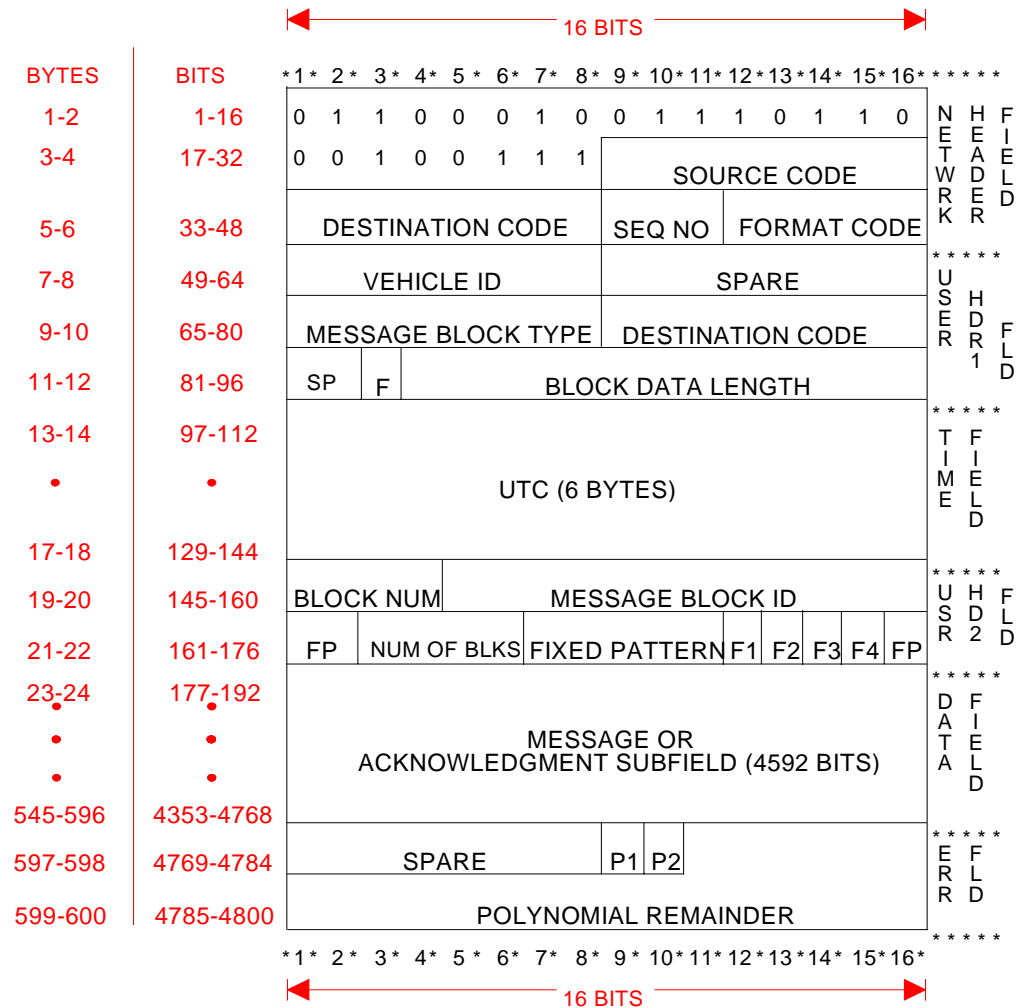 16 BITS
BYTES BITS *1* 2* 3* 4* 5* 6* 7* 8* 9* 10* 11* 12* 13* 14* 15* 16* * * * * *
1-2 1-16 0 1 1 0 0 0 1 0 0 1 1 1 0 1 1 0
3-4 17-32 0 0 1 0 0 1 1 1 SOURCE CODE
NETWRK HEADER FIELD
5-6 33-48 DESTINATION CODE SEQ NO FORMAT CODE
* * * * *
7-8 49-64 VEHICLE ID SPARE
9-10 65-80 MESSAGE BLOCK TYPE DESTINATION CODE
USER HDR1 FLD
11-12 81-96 SP F BLOCK DATA LENGTH
* * * * *
13-14 97-112
UTC (6 BYTES)
TIME FIELD
17-18 129-144
* * * * *
19-20 145-160 BLOCK NUM MESSAGE BLOCK ID
USR HD2 FLD
21-22 161-176 FP NUM OF BLKS FIXED PATTERN F1 F2 F3 F4 FP
* * * * *
23-24 177-192
DATA FIELD
MESSAGE OR
ACKNOWLEDGMENT SUBFIELD (4592 BITS)
545-596 4353-4768
* * * * *
597-598 4769-4784 SPARE P1 P2
ERR FLD
599-600 4785-4800 POLYNOMIAL REMAINDER
* * * * *
*1* 2* 3* 4* 5* 6* 7* 8* 9* 10* 11* 12* 13* 14* 15* 16*
16 BITS